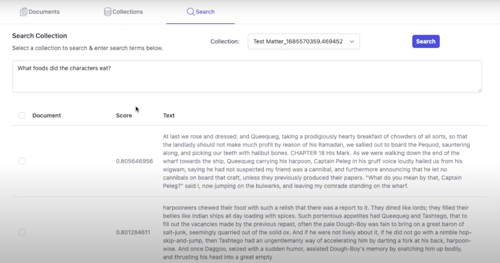 Documents
Collections
Search
Search Collection
Select a collection to search & enter search terms below.
Collection:
Test Matter_1685570359.469452
Search
What foods did the characters eat?
Document
Score
Text
0.805646956
At last we rose and dressed; and Queequeg, taking a prodigiously hearty breakfast of chowders of all sorts, so that
the landlady should not make much profit by reason of his Ramadan, we sallied out to board the Pequod, sauntering
along, and picking our teeth with halibut bones. CHAPTER 18 His Mark. As we were walking down the end of the
wharf towards the ship, Queequeg carrying his harpoon, Captain Peleg in his gruff voice loudly hailed us from his
wigwam, saying he had not suspected my friend was a cannibal, and furthermore announcing that he let no
cannibals on board that craft, unless they previously produced their papers. "What do you mean by that, Captain
Peleg?" said I, now jumping on the bulwarks, and leaving my comrade standing on the wharf.
0.801284611
harpooneers chewed their food with such a relish that there was a report to it. They dined like lords; they filled their
bellies like Indian ships all day loading with spices. Such portentous appetites had Queequeg and Tashtego, that to
fill out the vacancies made by the previous repast, often the pale Dough-Boy was fain to bring on a great baron of
salt-junk, seemingly quarried out of the solid ox. And if he were not lively about it, if he did not go with a nimble hop-
skip-and-jump, then Tashtego had an ungentlemanly way of accelerating him by darting a fork at his back, harpoon-
wise. And once Daggoo, seized with a sudden humor, assisted Dough-Boy's memory by snatching him up bodily,
and thrusting his head into a great empty